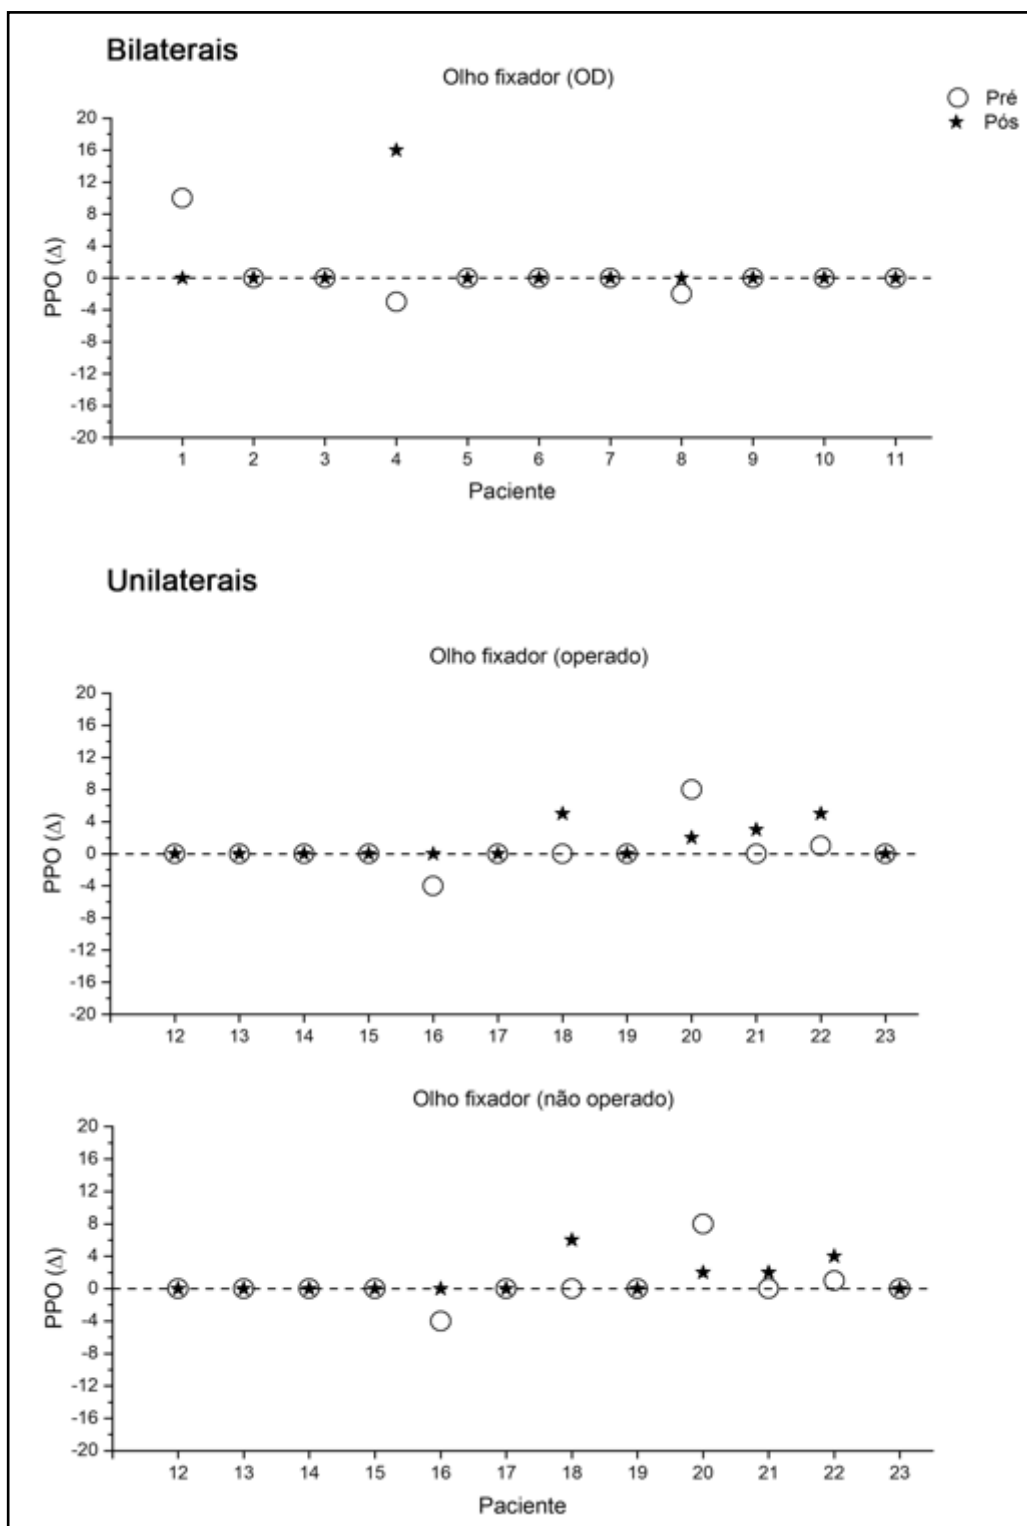 Bilaterais
Olho fixador (OD)
Pré
Pós
20
16
12
8
4
0
-4
-8
-12
-16
-20
PPO (Δ)
1 2 3 4 5 6 7 8 9 10 11
Paciente
Unilaterais
Olho fixador (operado)
20
16
12
8
4
0
-4
-8
-12
-16
-20
PPO (Δ)
12 13 14 15 16 17 18 19 20 21 22 23
Olho fixador (não operado)
20
16
12
8
4
0
-4
-8
-12
-16
-20
PPO (Δ)
12 13 14 15 16 17 18 19 20 21 22 23
Paciente